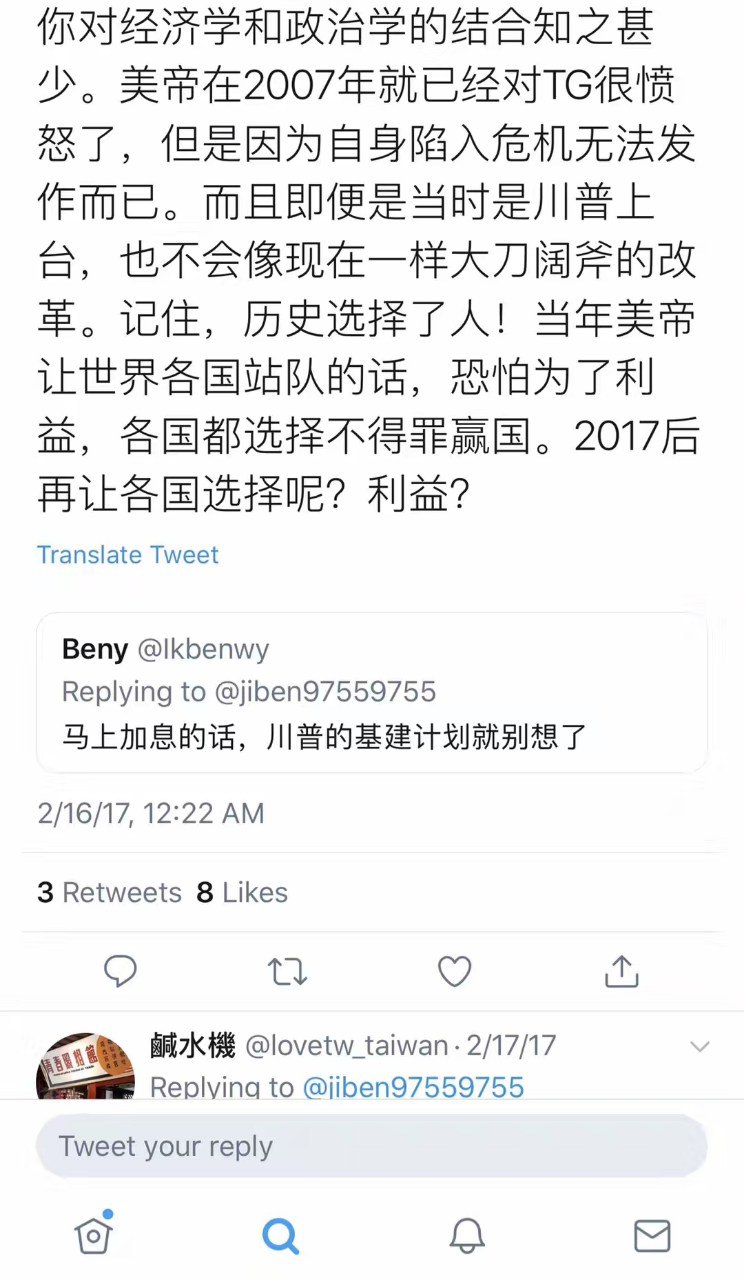 你对经济学和政治学的结合知之甚
少。美帝在2007年就已经对TG很愤
怒了，但是因为自身陷入危机无法发
作而已。而且即便是当时是川普上
台，也不会像现在一样大刀阔斧的改
革。记住，历史选择了人！当年美帝
让世界各国站队的话，恐怕为了利
益，各国都选择不得罪赢国。2017后
再让各国选择呢？利益？
Translate Tweet
Beny @Ikbenwy
Replying to @jiben97559755
马上加息的话，川普的基建计划就别想了
2/16/17, 12:22 AM
3 Retweets 8 Likes
鹹水機 @lovetw_taiwan · 2/17/17
Replying to @jiben97559755
Tweet your reply